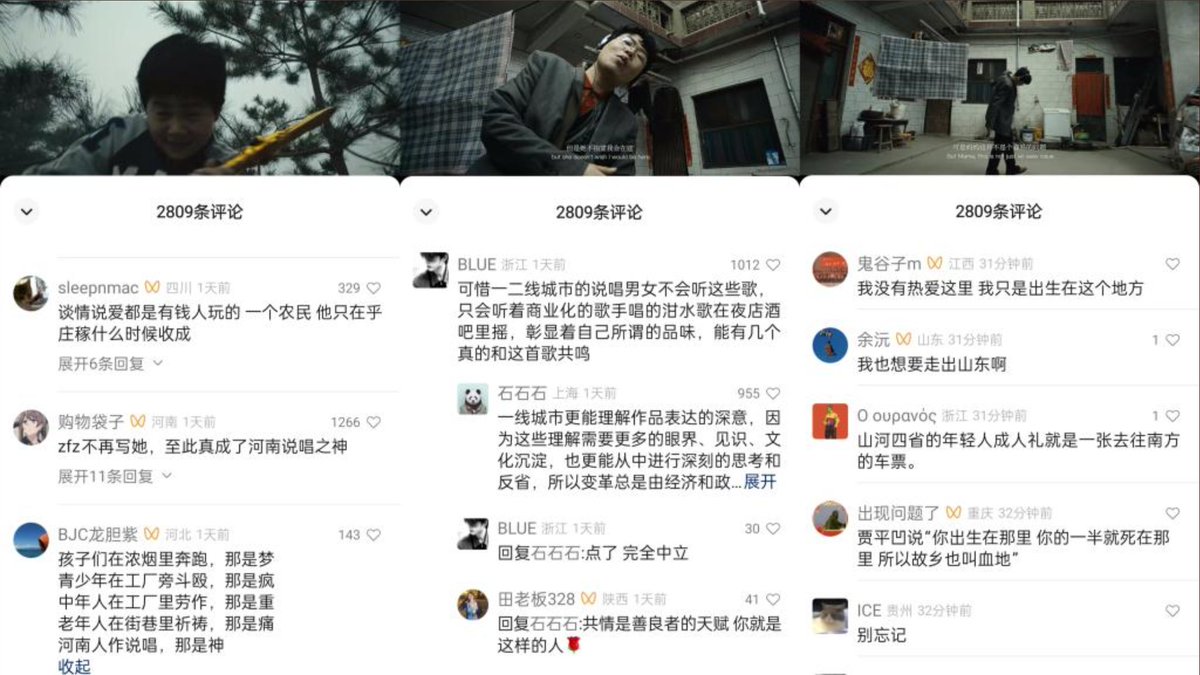 2809条评论
sleepnmac 四川 1天前
329
谈情说爱都是有钱人玩的 一个农民 他只在乎
庄稼什么时候收成
展开6条回复
购物袋子 河南 1天前
1266
zfz不再写她，至此真成了河南说唱之神
展开11条回复
BJC龙胆紫 河北 1天前
143
孩子们在浓烟里奔跑，那是梦
青少年在工厂旁斗殴，那是疯
中年人在工厂里劳作，那是重
老年人在街巷里祈祷，那是痛
河南人作说唱，那是神
收起
但是她不指望我会在这
but she doesn't wish I would be here
2809条评论
BLUE 浙江 1天前
1012
可惜一二线城市的说唱男女不会听这些歌，
只会听着商业化的歌手唱的泔水歌在夜店酒
吧里摇，彰显着自己所谓的品味，能有几个
真的和这首歌共鸣
石石石 上海 1天前
955
一线城市更能理解作品表达的深意，因
为这些理解需要更多的眼界、见识、文
化沉淀，也更能从中进行深刻的思考和
反省，所以变革总是由经济和政...展开
BLUE 浙江 1天前
30
回复石石石:点了 完全中立
田老板328 陕西 1天前
41
回复石石石:共情是善良者的天赋 你就是
这样的人🌹
2809条评论
鬼谷子m 江西 31分钟前
我没有热爱这里 我只是出生在这个地方
余沅 山东 31分钟前
1
我也想要走出山东啊
Ο ουρανός 浙江 31分钟前
1
山河四省的年轻人成人礼就是一张去往南方
的车票。
出现问题了 重庆 32分钟前
贾平凹说“你出生在那里 你的一半就死在那
里 所以故乡也叫血地”
ICE 贵州 32分钟前
别忘记